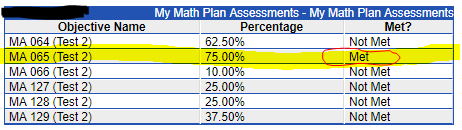 My Math Plan Assessments - My Math Plan Assessments
Objective Name Percentage Met?
MA 064 (Test 2) 62.50% Not Met
MA 065 (Test 2) 75.00% Met
MA 066 (Test 2) 10.00% Not Met
MA 127 (Test 2) 25.00% Not Met
MA 128 (Test 2) 25.00% Not Met
MA 129 (Test 2) 37.50% Not Met